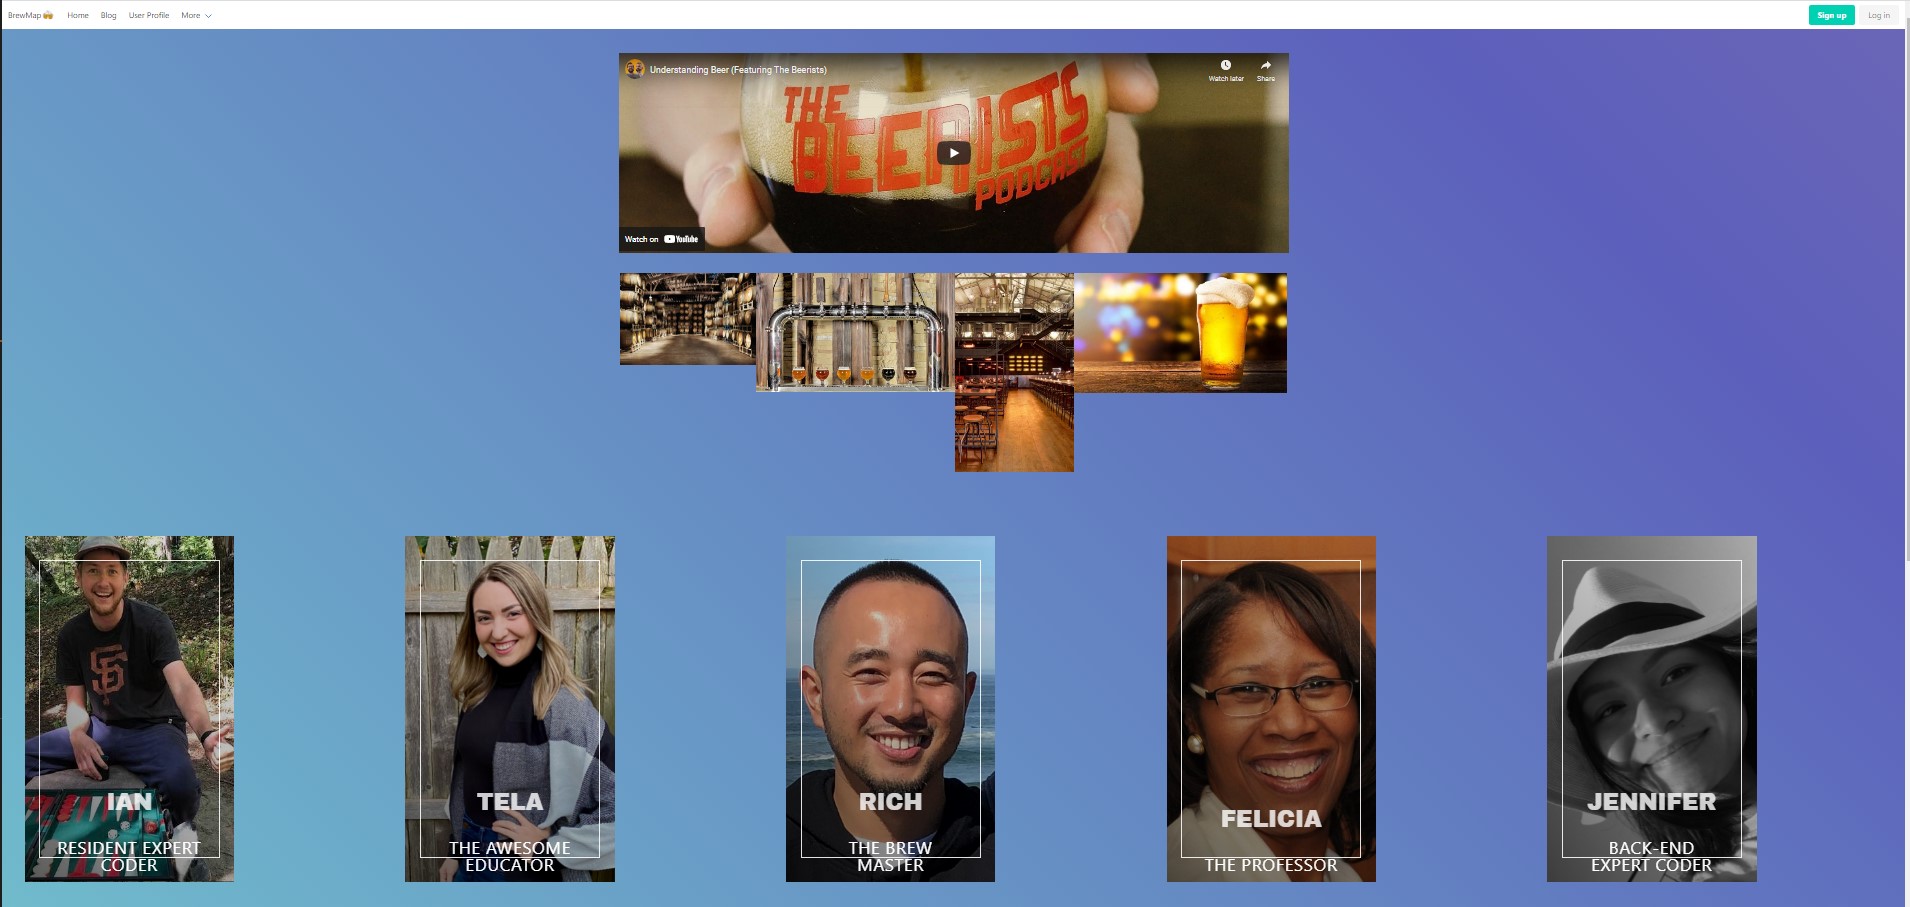 BrewMap🍻 Home Blog User Profile More Sign up Log in
Understanding Beer (Featuring The Beerists)
Watch later Share
THE
BEERISTS
PODCAST
Watch on YouTube
SF
IAN
RESIDENT EXPERT
CODER
TELA
THE AWESOME
EDUCATOR
RICH
THE BREW
MASTER
FELICIA
THE PROFESSOR
JENNIFER
BACK-END
EXPERT CODER